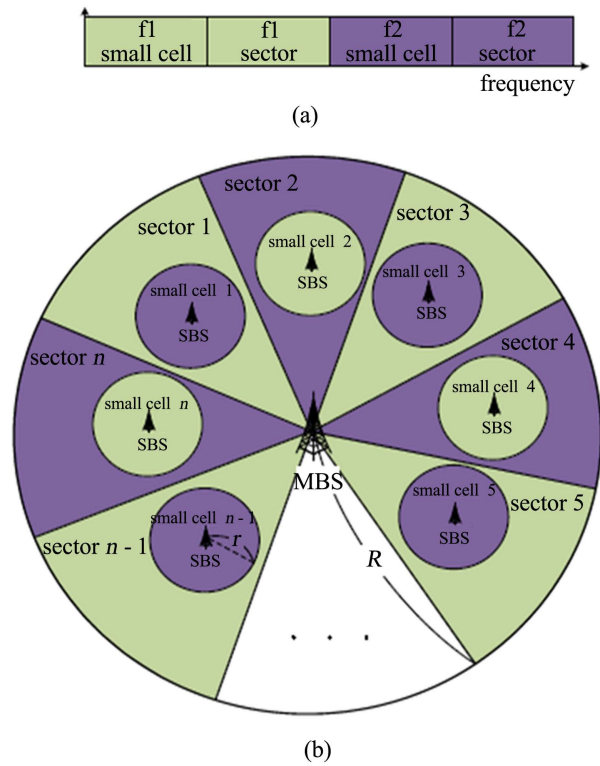 f1
small cell
f1
sector
f2
small cell
f2
sector
frequency
(a)
sector 2
sector 1
sector 3
small cell 2
SBS
small cell 1
SBS
small cell 3
SBS
sector n
sector 4
small cell n
SBS
small cell 4
SBS
MBS
small cell 5
SBS
sector 5
small cell n - 1
r
SBS
sector n - 1
R
. . .
(b)